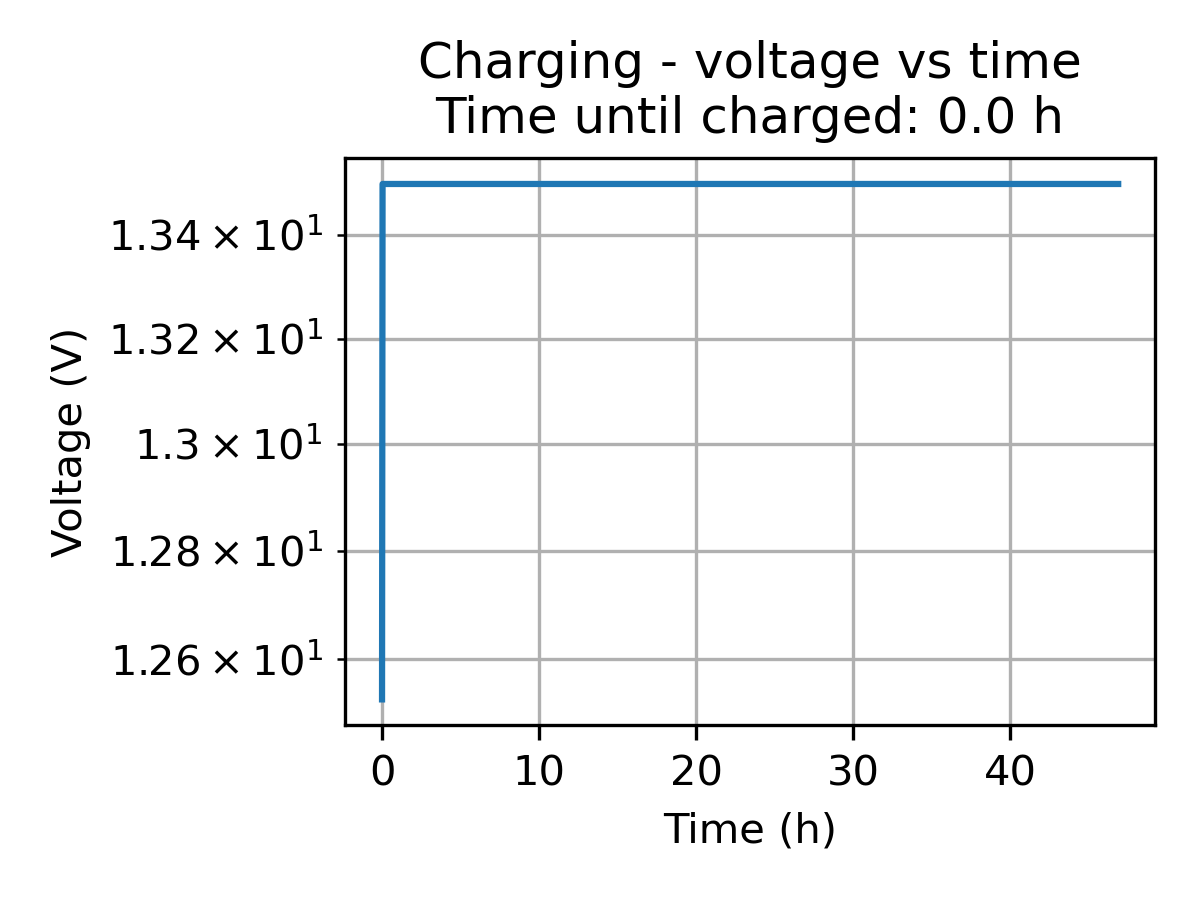 Charging - voltage vs time
Time until charged: 0.0 h
1.34 × 10¹
1.32 × 10¹
1.3 × 10¹
1.28 × 10¹
1.26 × 10¹
Voltage (V)
0 10 20 30 40
Time (h)